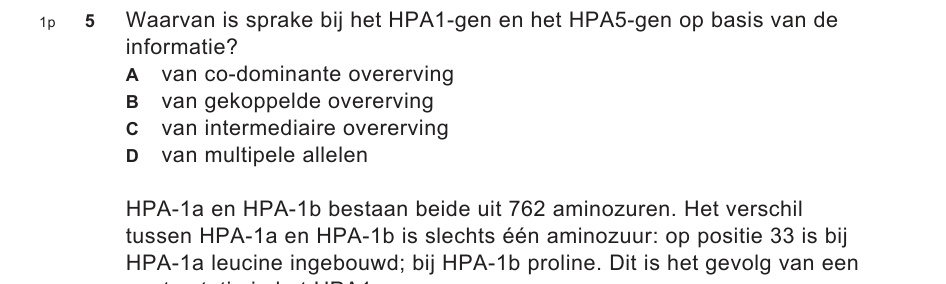 1p 5 Waarvan is sprake bij het HPA1-gen en het HPA5-gen op basis van de
informatie?
A van co-dominante overerving
B van gekoppelde overerving
C van intermediaire overerving
D van multipele allelen
HPA-1a en HPA-1b bestaan beide uit 762 aminozuren. Het verschil
tussen HPA-1a en HPA-1b is slechts één aminozuur: op positie 33 is bij
HPA-1a leucine ingebouwd; bij HPA-1b proline. Dit is het gevolg van een